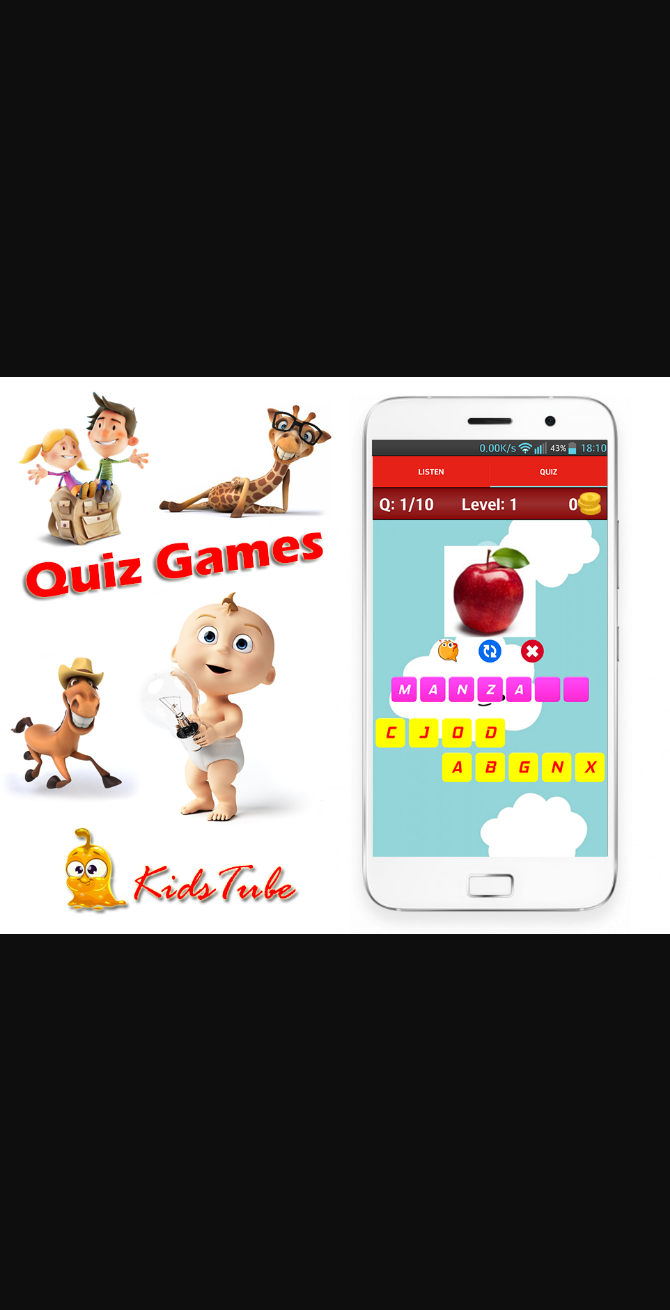 Quiz Games
KidsTube
0.00K/s 43% 18:10
LISTEN QUIZ
Q: 1/10 Level: 1 0
M A N Z A
C J O D
A B G N X